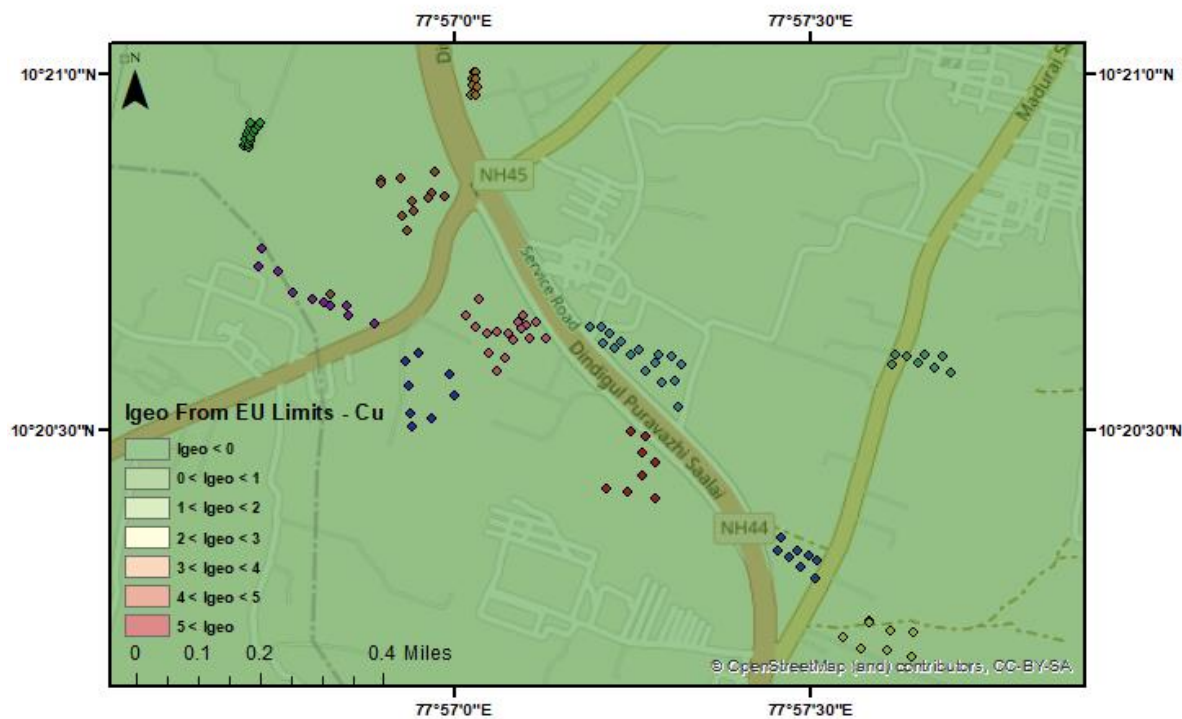 77°57'0"E 77°57'30"E
10°21'0"N 10°21'0"N
N
Di
Madurai S
NH45
Service Road
Dindigul Puravazhi Saalai
10°20'30"N 10°20'30"N
Igeo From EU Limits - Cu
Igeo < 0
0 < Igeo < 1
1 < Igeo < 2
2 < Igeo < 3
3 < Igeo < 4
4 < Igeo < 5
5 < Igeo
NH44
0 0.1 0.2 0.4 Miles
© OpenStreetMap (and) contributors, CC-BY-SA
77°57'0"E 77°57'30"E